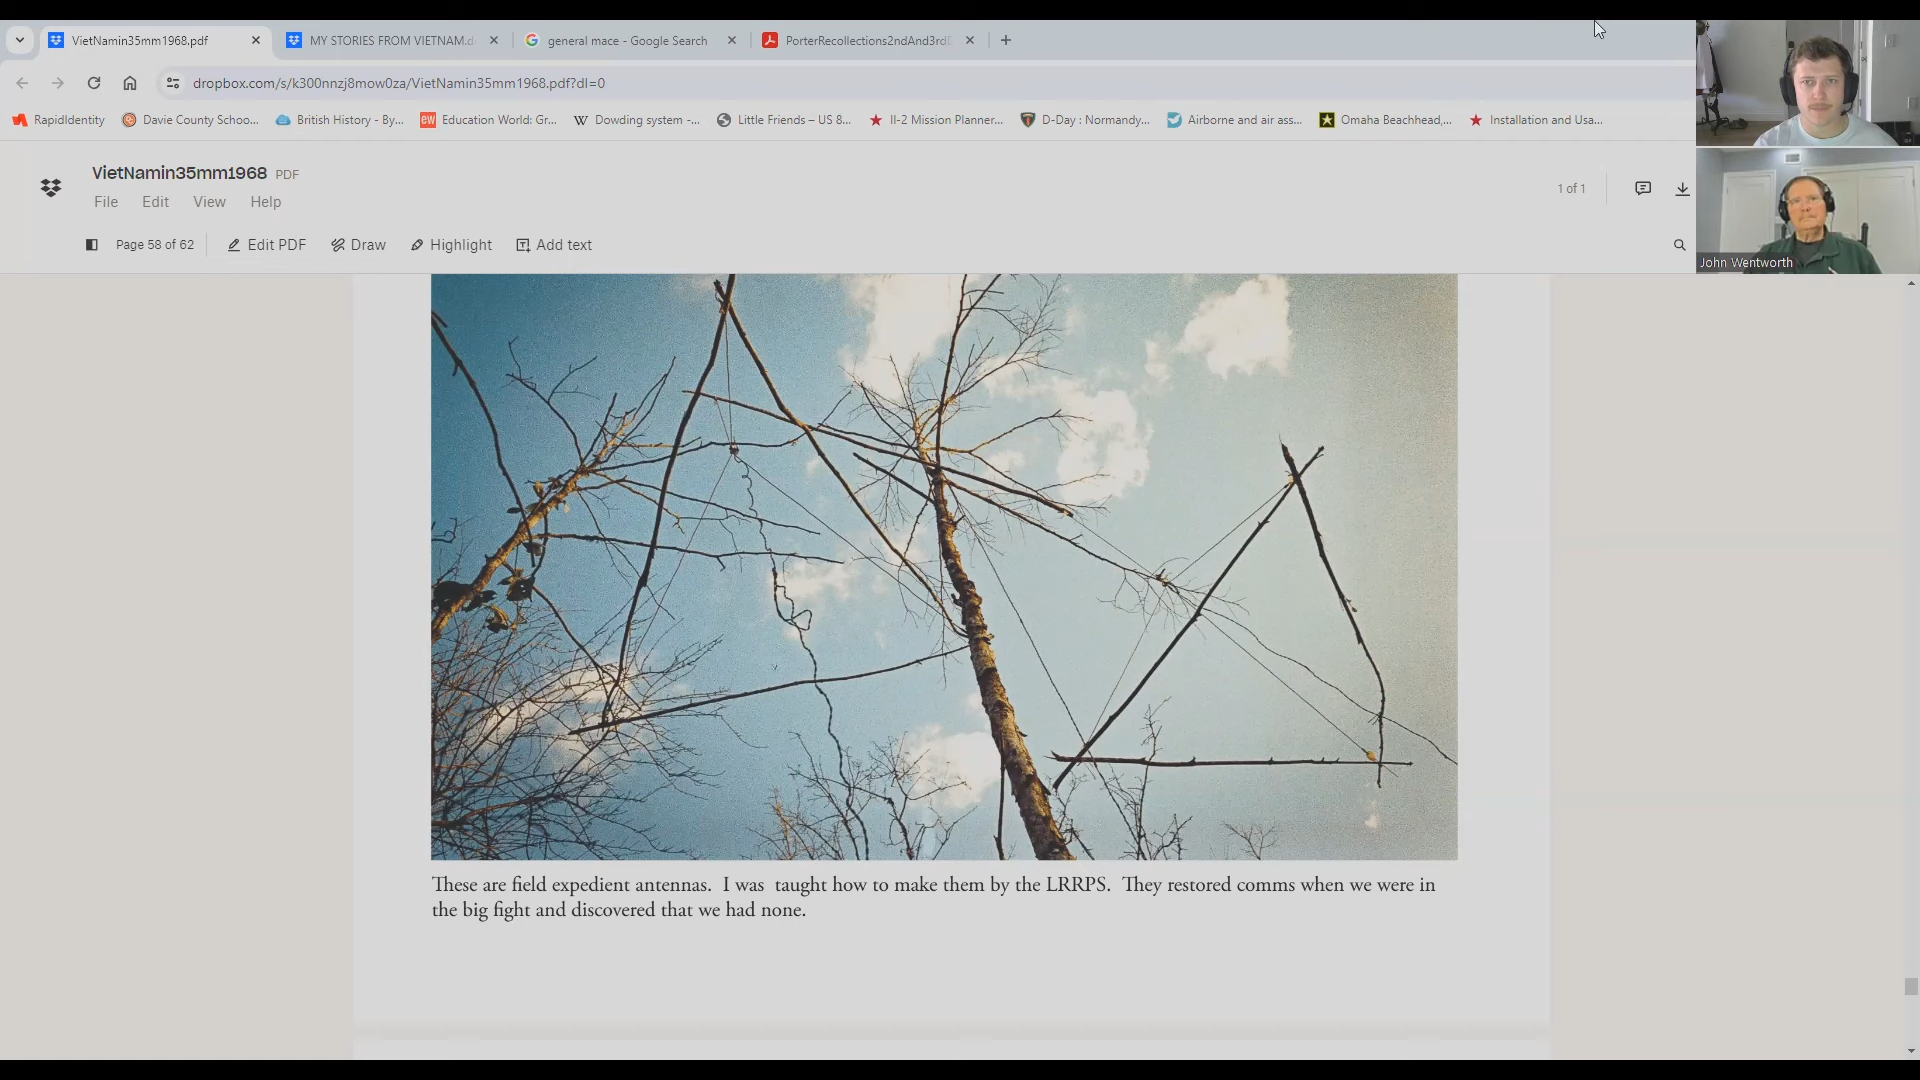 VietNamin35mm1968.pdf
MY STORIES FROM VIETNAM.d
general mace - Google Search
PorterRecollections2ndAnd3rd
dropbox.com/s/k300nnzj8mow0za/VietNamin35mm1968.pdf?dl=0
RapidIdentity
Davie County Schoo...
British History - By...
ew Education World: Gr...
W Dowding system -...
Little Friends – US 8...
Il-2 Mission Planner...
D-Day : Normandy,...
Airborne and air ass...
Omaha Beachhead,...
Installation and Usa...
VietNamin35mm1968 PDF
1 of 1
File Edit View Help
Page 58 of 62
Edit PDF
Draw
Highlight
Add text
John Wentworth
These are field expedient antennas. I was taught how to make them by the LRRPS. They restored comms when we were in
the big fight and discovered that we had none.